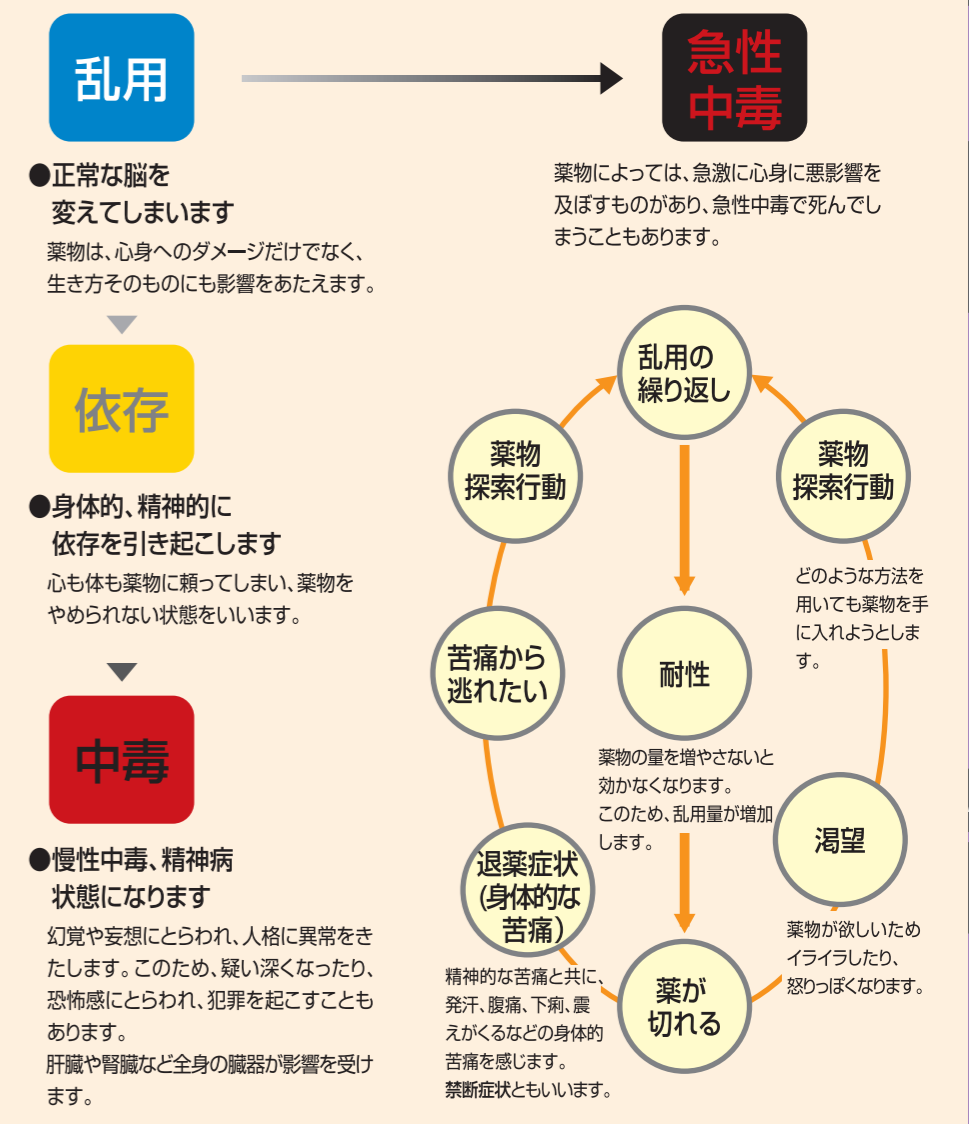 乱用
●正常な脳を
変えてしまいます
薬物は、心身へのダメージだけでなく、
生き方そのものにも影響をあたえます。
急性
中毒
薬物によっては、急激に心身に悪影響を
及ぼすものがあり、急性中毒で死んでし
まうこともあります。
依存
●身体的、精神的に
依存を引き起こします
心も体も薬物に頼ってしまい、薬物を
やめられない状態をいいます。
中毒
●慢性中毒、精神病
状態になります
幻覚や妄想にとらわれ、人格に異常をき
たします。このため、疑い深くなったり、
恐怖感にとらわれ、犯罪を起こすことも
あります。
肝臓や腎臓など全身の臓器が影響を受け
ます。
乱用の
繰り返し
薬物
探索行動
薬物
探索行動
どのような方法を
用いても薬物を手
に入れようとしま
す。
苦痛から
逃れたい
耐性
薬物の量を増やさないと
効かなくなります。
このため、乱用量が増加
します。
渇望
薬物が欲しいため
イライラしたり、
怒りっぽくなります。
退薬症状
(身体的な
苦痛)
精神的な苦痛と共に、
発汗、腹痛、下痢、震
えがくるなどの身体的
苦痛を感じます。
禁断症状ともいいます。
薬が
切れる